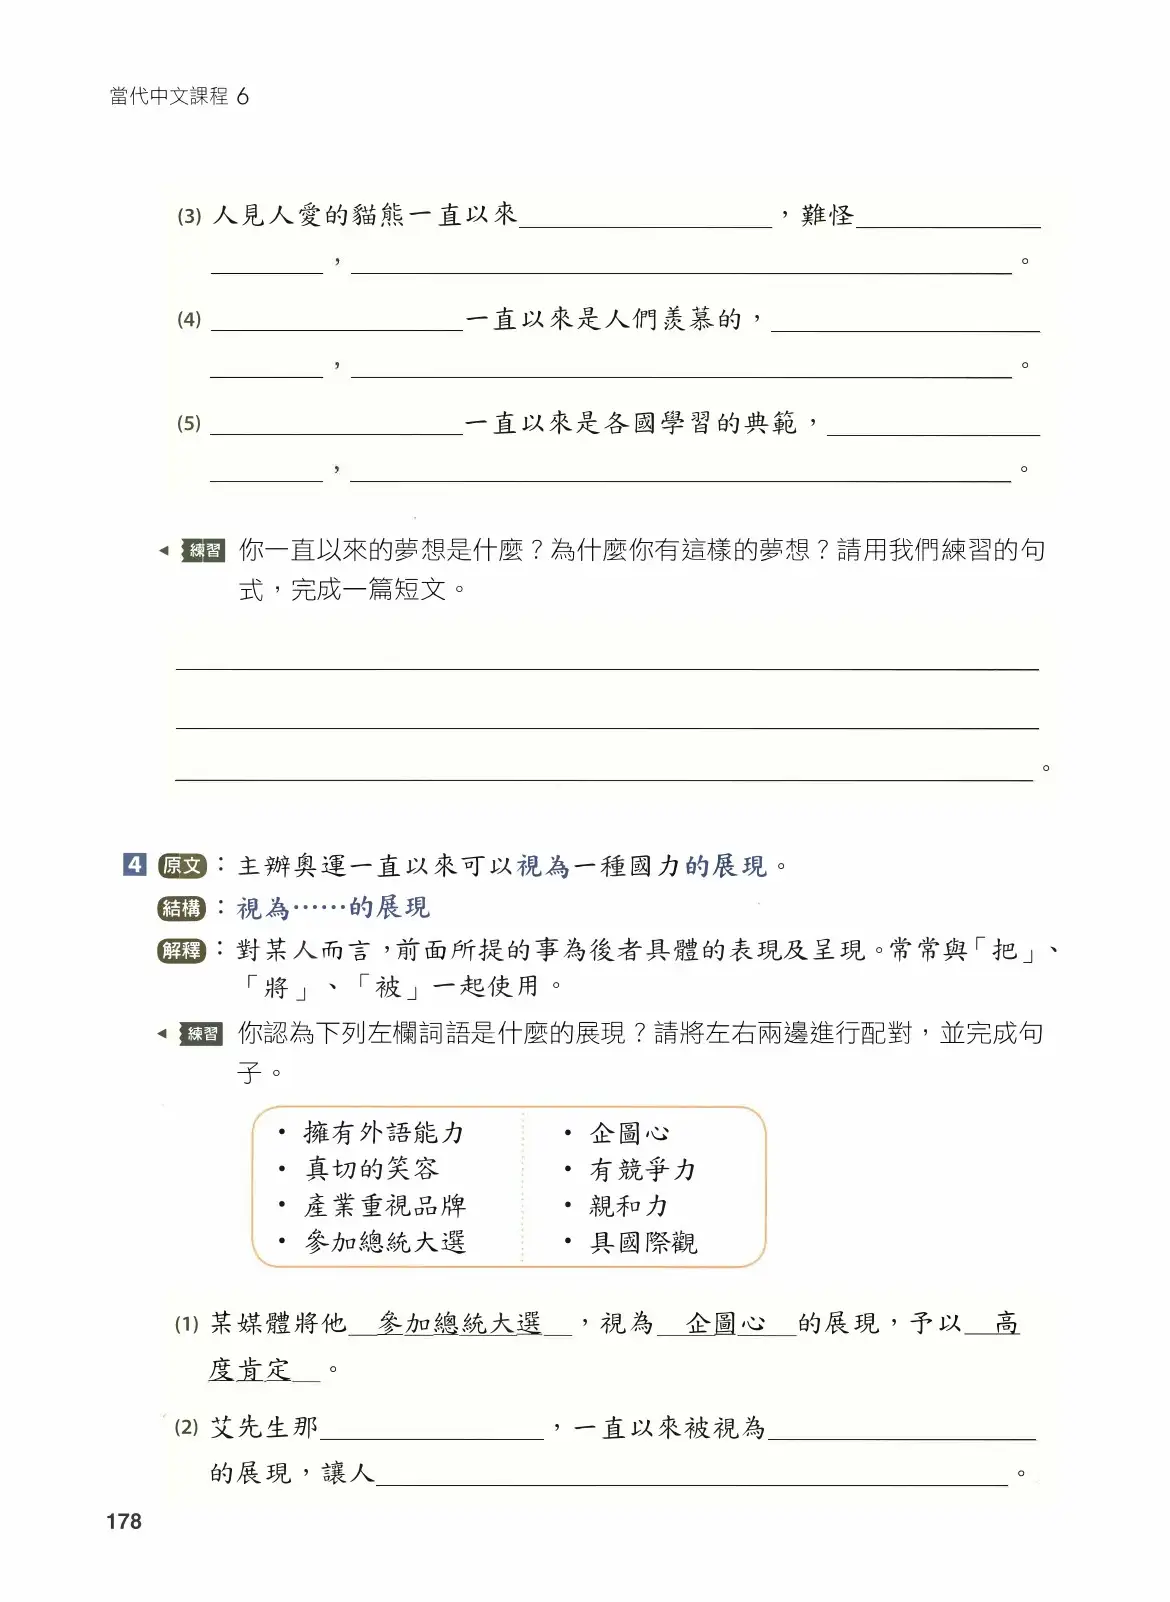 當代中文課程 6
(3) 人見人愛的貓熊一直以來＿＿＿＿＿＿＿＿＿，難怪＿＿＿＿＿＿＿
＿＿＿＿，＿＿＿＿＿＿＿＿＿＿＿＿＿＿＿＿＿＿＿＿＿＿。
(4) ＿＿＿＿＿＿＿＿＿一直以來是人們羨慕的，＿＿＿＿＿＿＿＿＿＿
＿＿＿＿，＿＿＿＿＿＿＿＿＿＿＿＿＿＿＿＿＿＿＿＿＿＿。
(5) ＿＿＿＿＿＿＿＿＿一直以來是各國學習的典範，＿＿＿＿＿＿＿＿
＿＿＿＿，＿＿＿＿＿＿＿＿＿＿＿＿＿＿＿＿＿＿＿＿＿＿。
◂ 練習 你一直以來的夢想是什麼？為什麼你有這樣的夢想？請用我們練習的句
式，完成一篇短文。
。
4 原文：主辦奧運一直以來可以視為一種國力的展現。
結構：視為……的展現
解釋：對某人而言，前面所提的事為後者具體的表現及呈現。常常與「把」、
「將」、「被」一起使用。
◂ 練習 你認為下列左欄詞語是什麼的展現？請將左右兩邊進行配對，並完成句
子。
• 擁有外語能力 • 企圖心
• 真切的笑容 • 有競爭力
• 產業重視品牌 • 親和力
• 參加總統大選 • 具國際觀
(1) 某媒體將他＿參加總統大選＿，視為＿企圖心＿的展現，予以＿高
度肯定＿。
(2) 艾先生那＿＿＿＿＿＿＿＿，一直以來被視為＿＿＿＿＿＿＿＿＿＿
的展現，讓人＿＿＿＿＿＿＿＿＿＿＿＿＿＿＿＿＿＿＿＿＿＿＿。
178